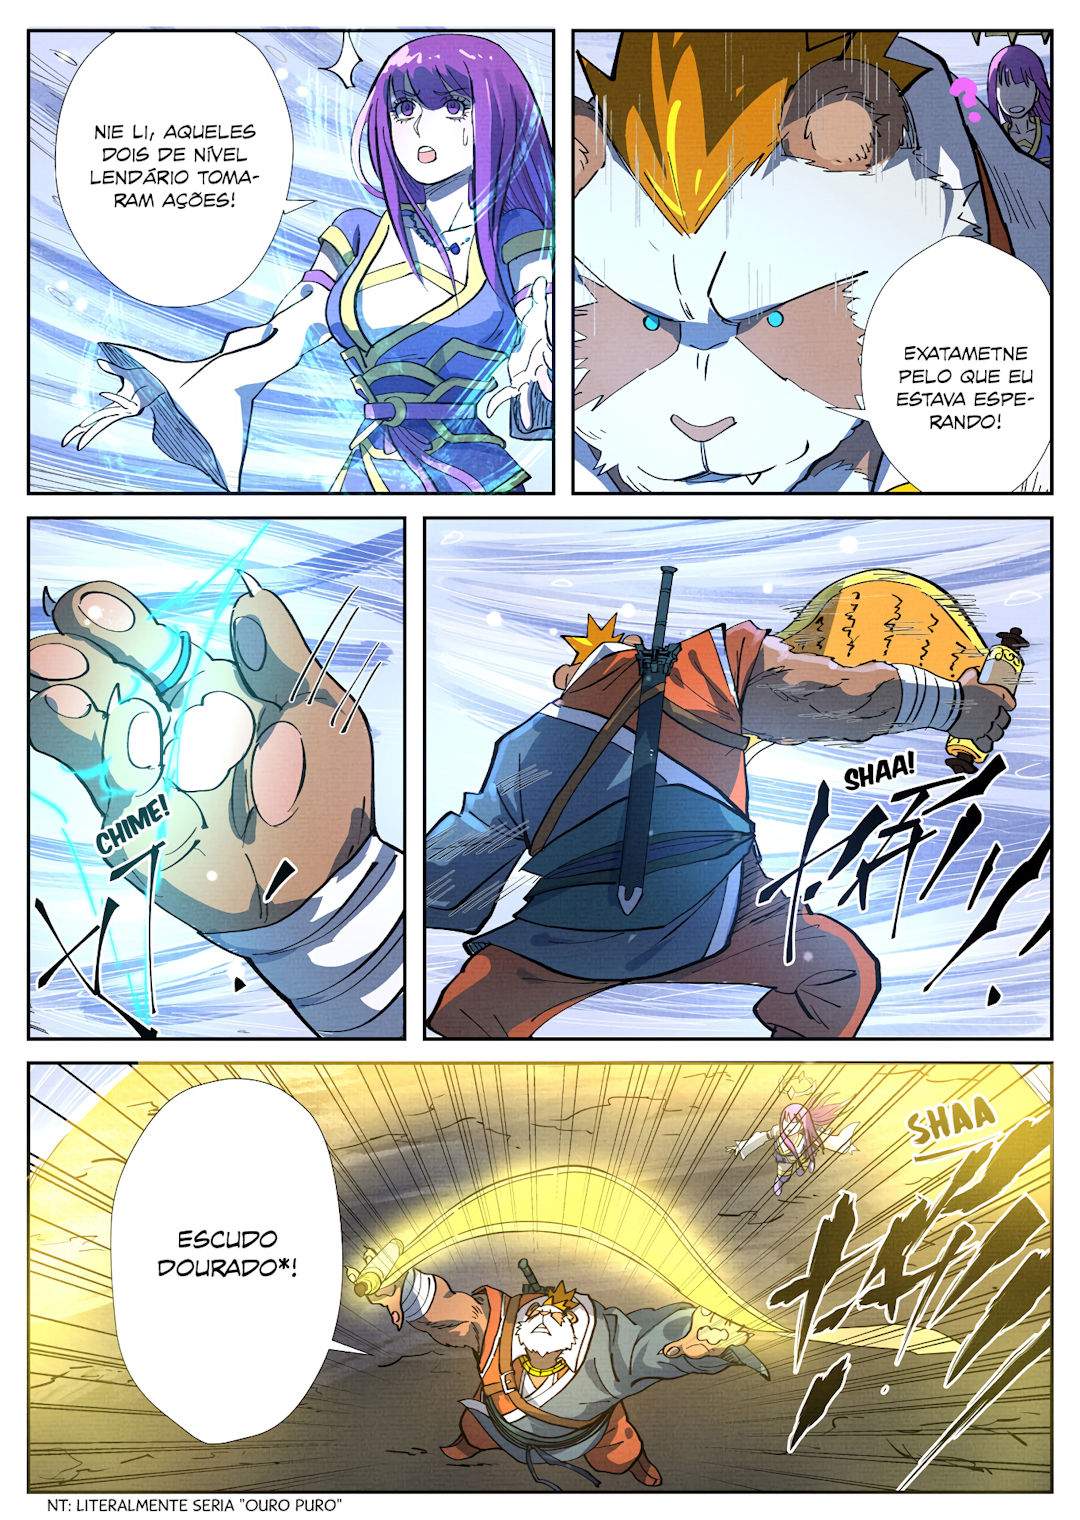 NIE LI, AQUELES
DOIS DE NÍVEL
LENDÁRIO TOMA-
RAM AÇÕES!
?
EXATAMETNE
PELO QUE EU
ESTAVA ESPE-
RANDO!
CHIME!
SHAA!
SHAA
ESCUDO
DOURADO*!
NT: LITERALMENTE SERIA "OURO PURO"